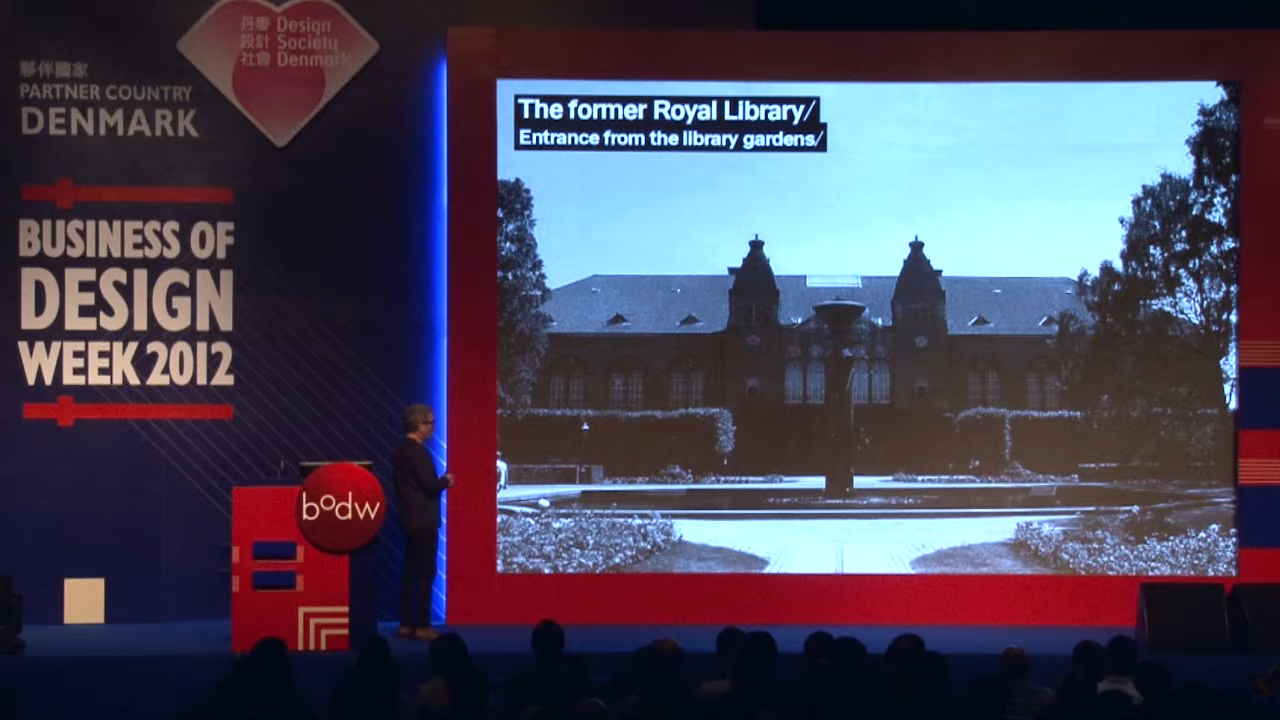 丹麥 Design
設計 Society
社會 Denmark
夥伴國家
PARTNER COUNTRY
DENMARK
BUSINESS OF
DESIGN
WEEK 2012
bodw
The former Royal Library/
Entrance from the library gardens/